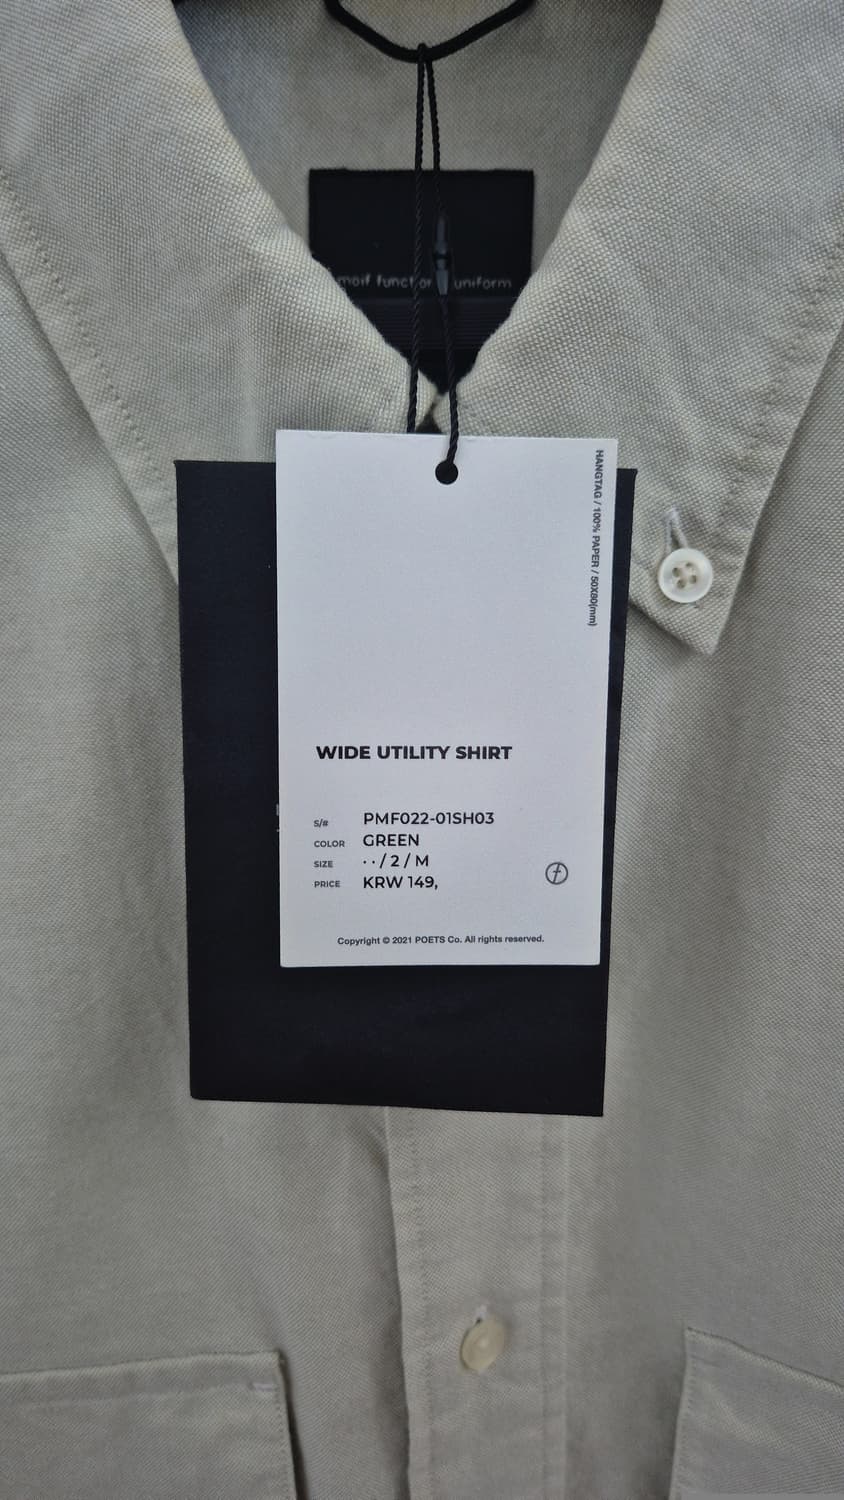 moif function uniform
HANGTAG / 100% PAPER / 50X80(mm)
WIDE UTILITY SHIRT
S/# PMF022-01SH03
COLOR GREEN
SIZE ··/ 2 / M
PRICE KRW 149,
Copyright © 2021 POETS Co. All rights reserved.